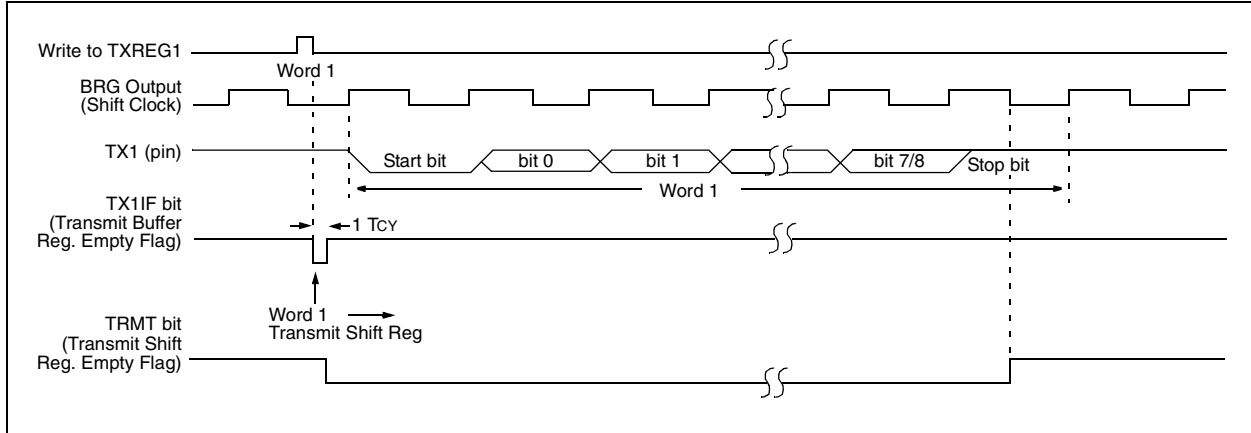 Write to TXREG1
Word 1
BRG Output
(Shift Clock)
TX1 (pin)
Start bit
bit 0
bit 1
bit 7/8
Stop bit
Word 1
TX1IF bit
(Transmit Buffer
Reg. Empty Flag)
1 TCY
Word 1
Transmit Shift Reg
TRMT bit
(Transmit Shift
Reg. Empty Flag)